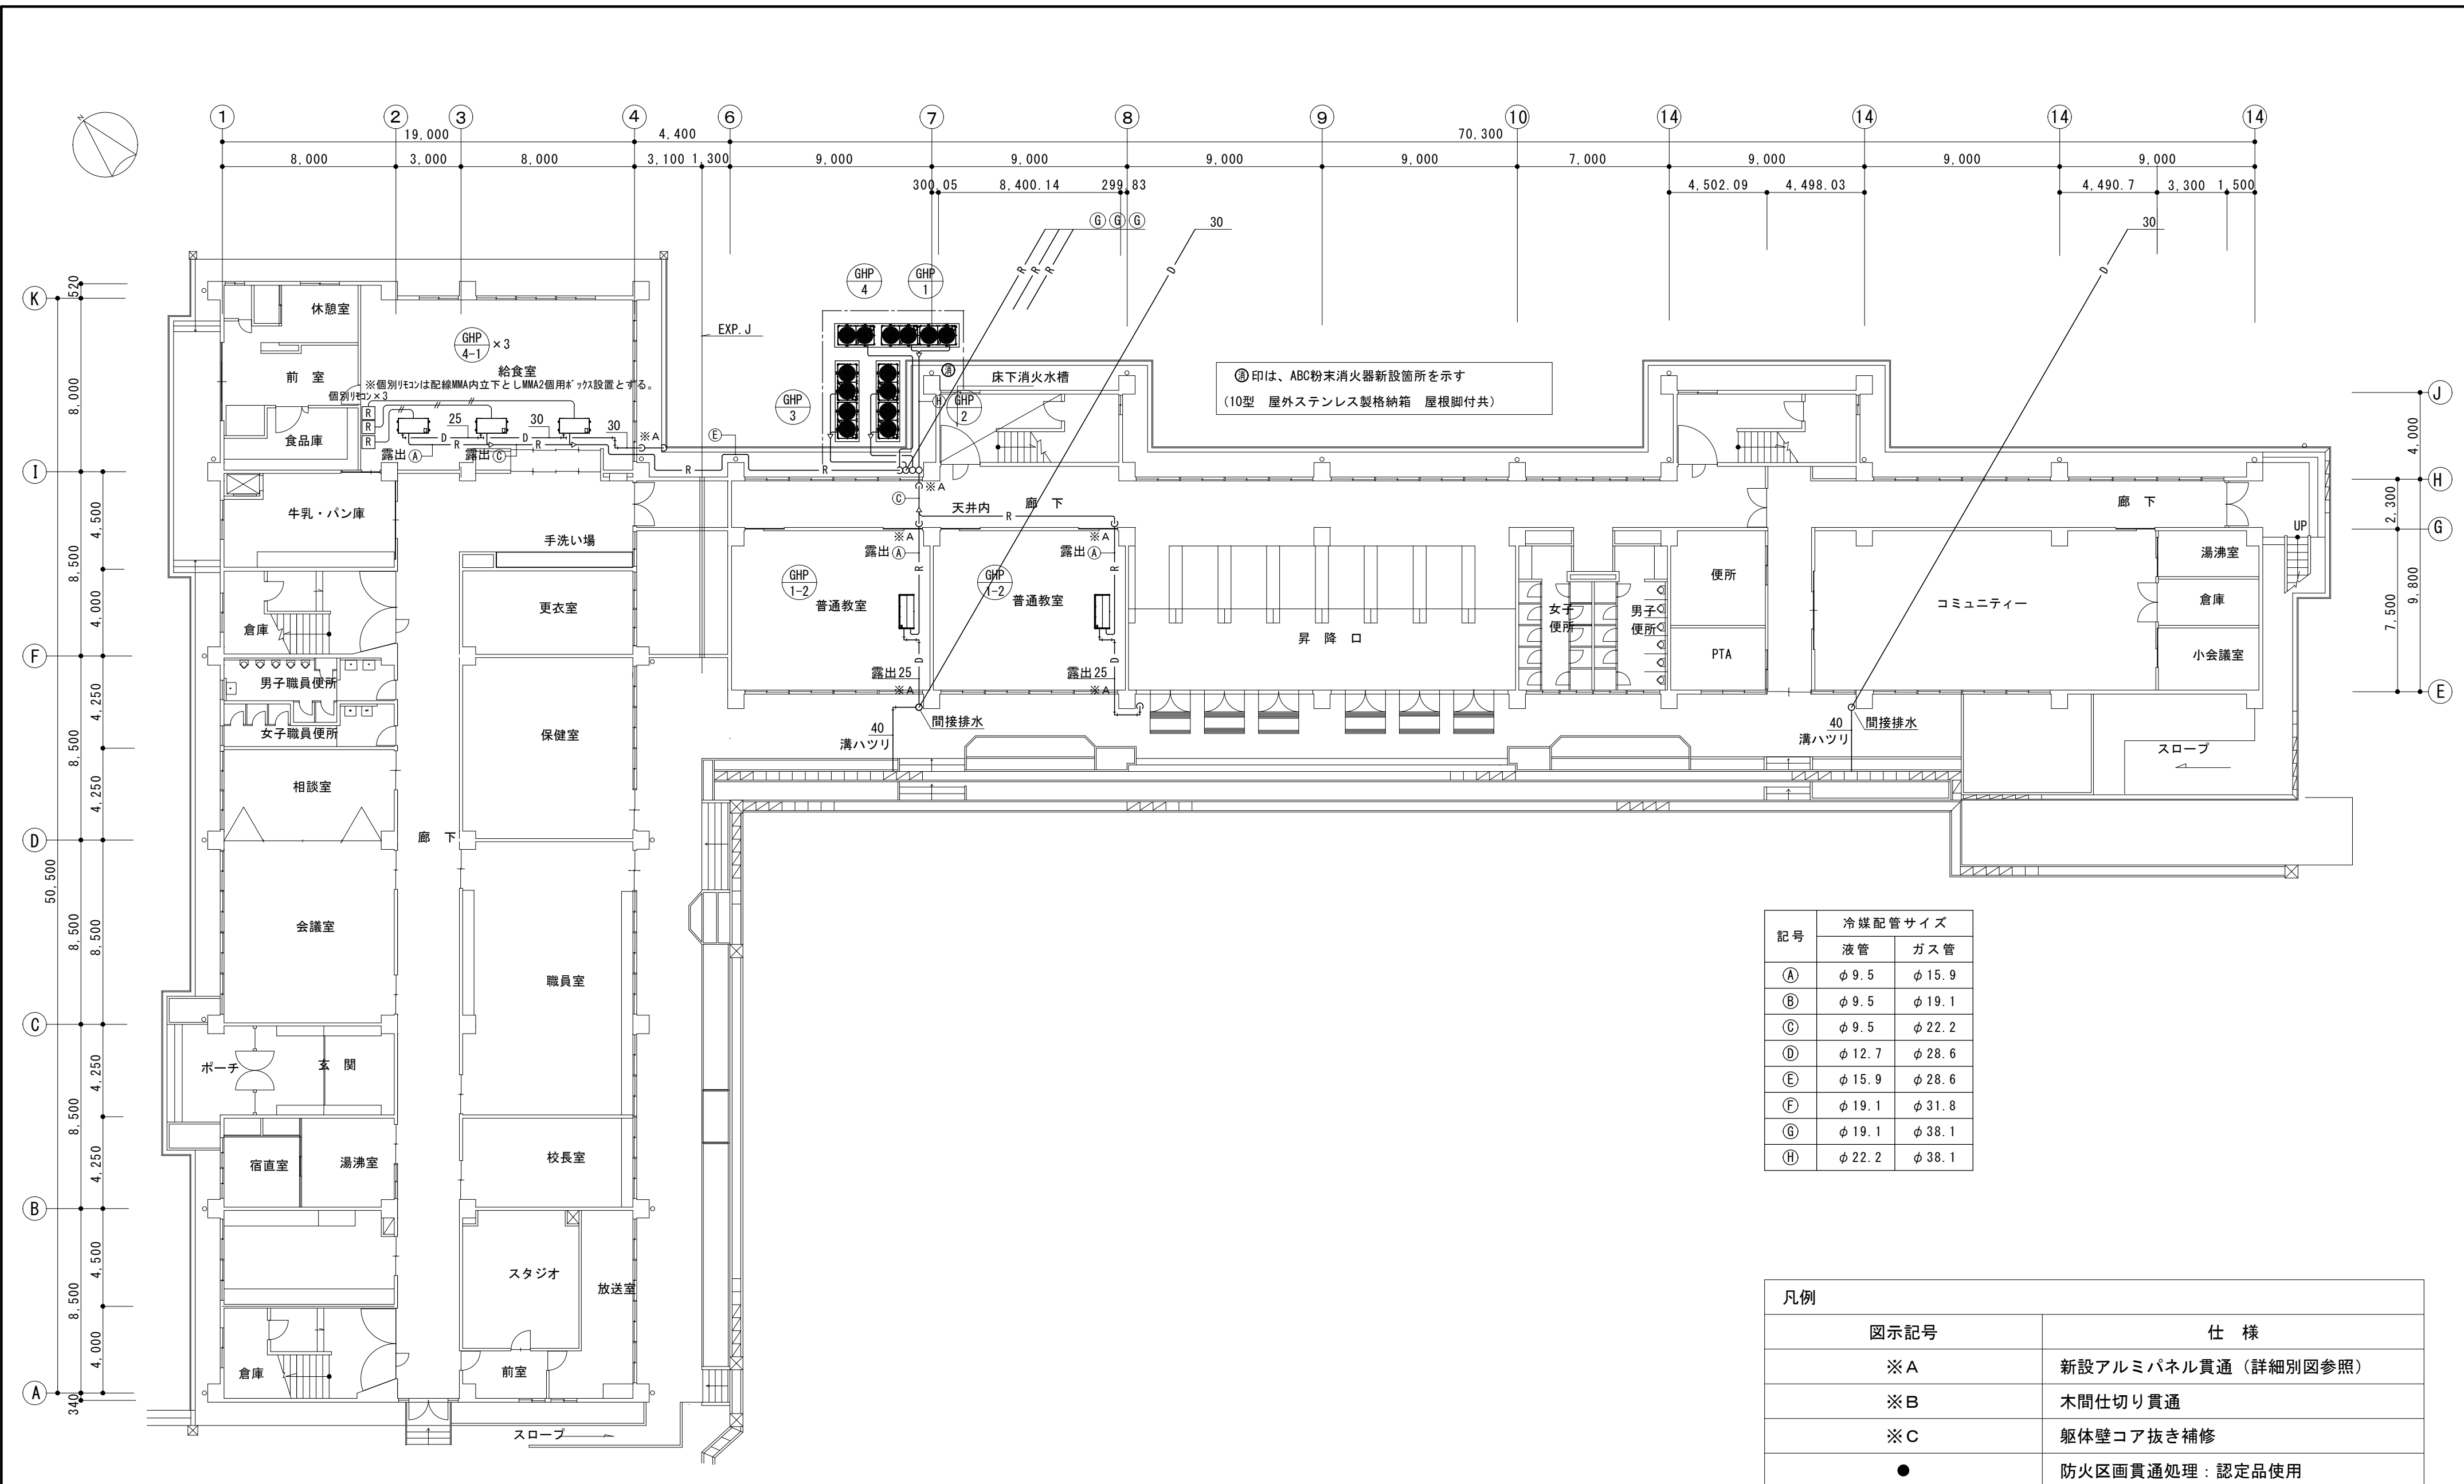 N
① ② ③ ④ ⑥ ⑦ ⑧ ⑨ ⑩ ⑭ ⑭ ⑭ ⑭
19,000 4,400 70,300
8,000 3,000 8,000 3,100 1,300 9,000 9,000 9,000 9,000 7,000 9,000 9,000 9,000
300.05 8,400.14 299.83 4,502.09 4,498.03 4,490.7 3,300 1,500
Ⓖ Ⓖ Ⓖ 30 30
R R R D D
GHP 4
GHP 1
GHP 3
GHP 2
Ⓗ
消
EXP.J
床下消火水槽
消印は、ABC粉末消火器新設箇所を示す
(10型 屋外ステンレス製格納箱 屋根脚付共)
Ⓚ
520
8,000
休憩室
GHP 4-1 ×3
前 室
給食室
※個別リモコンは配線MMA内立下としMMA2個用ボックス設置とする。
個別リモコン×3
R
R
R
25 30 30
D D
R R
※A
Ⓔ
食品庫
露出Ⓐ 露出Ⓒ
R R
Ⓘ
Ⓙ
4,000
Ⓗ
2,300
Ⓖ
9,800
7,500
Ⓔ
牛乳・パン庫
手洗い場
Ⓒ
※A
天井内
R
廊 下
廊 下
UP
※A ※A
露出Ⓐ 露出Ⓐ
R R
GHP 1-2
普通教室
GHP 1-2
普通教室
昇 降 口
女子
便所
男子
便所
便所
PTA
コミュニティー
湯沸室
倉庫
小会議室
D D
露出25 露出25
※A ※A
間接排水
40
溝ハツリ
間接排水
40
溝ハツリ
スロープ
4,500
8,500
4,000
更衣室
倉庫
Ⓕ
男子職員便所
女子職員便所
4,250
8,500
4,250
保健室
相談室
Ⓓ
廊 下
50,500
8,500
8,500
会議室
職員室
Ⓒ
ポーチ
玄 関
4,250
8,500
4,250
宿直室
湯沸室
校長室
Ⓑ
4,500
8,500
4,000
スタジオ
放送室
倉庫
前室
Ⓐ
340
スロープ
記号 冷媒配管サイズ
液管 ガス管
Ⓐ φ9.5 φ15.9
Ⓑ φ9.5 φ19.1
Ⓒ φ9.5 φ22.2
Ⓓ φ12.7 φ28.6
Ⓔ φ15.9 φ28.6
Ⓕ φ19.1 φ31.8
Ⓖ φ19.1 φ38.1
Ⓗ φ22.2 φ38.1
凡例
図示記号 仕 様
※A 新設アルミパネル貫通（詳細別図参照）
※B 木間仕切り貫通
※C 躯体壁コア抜き補修
● 防火区画貫通処理：認定品使用